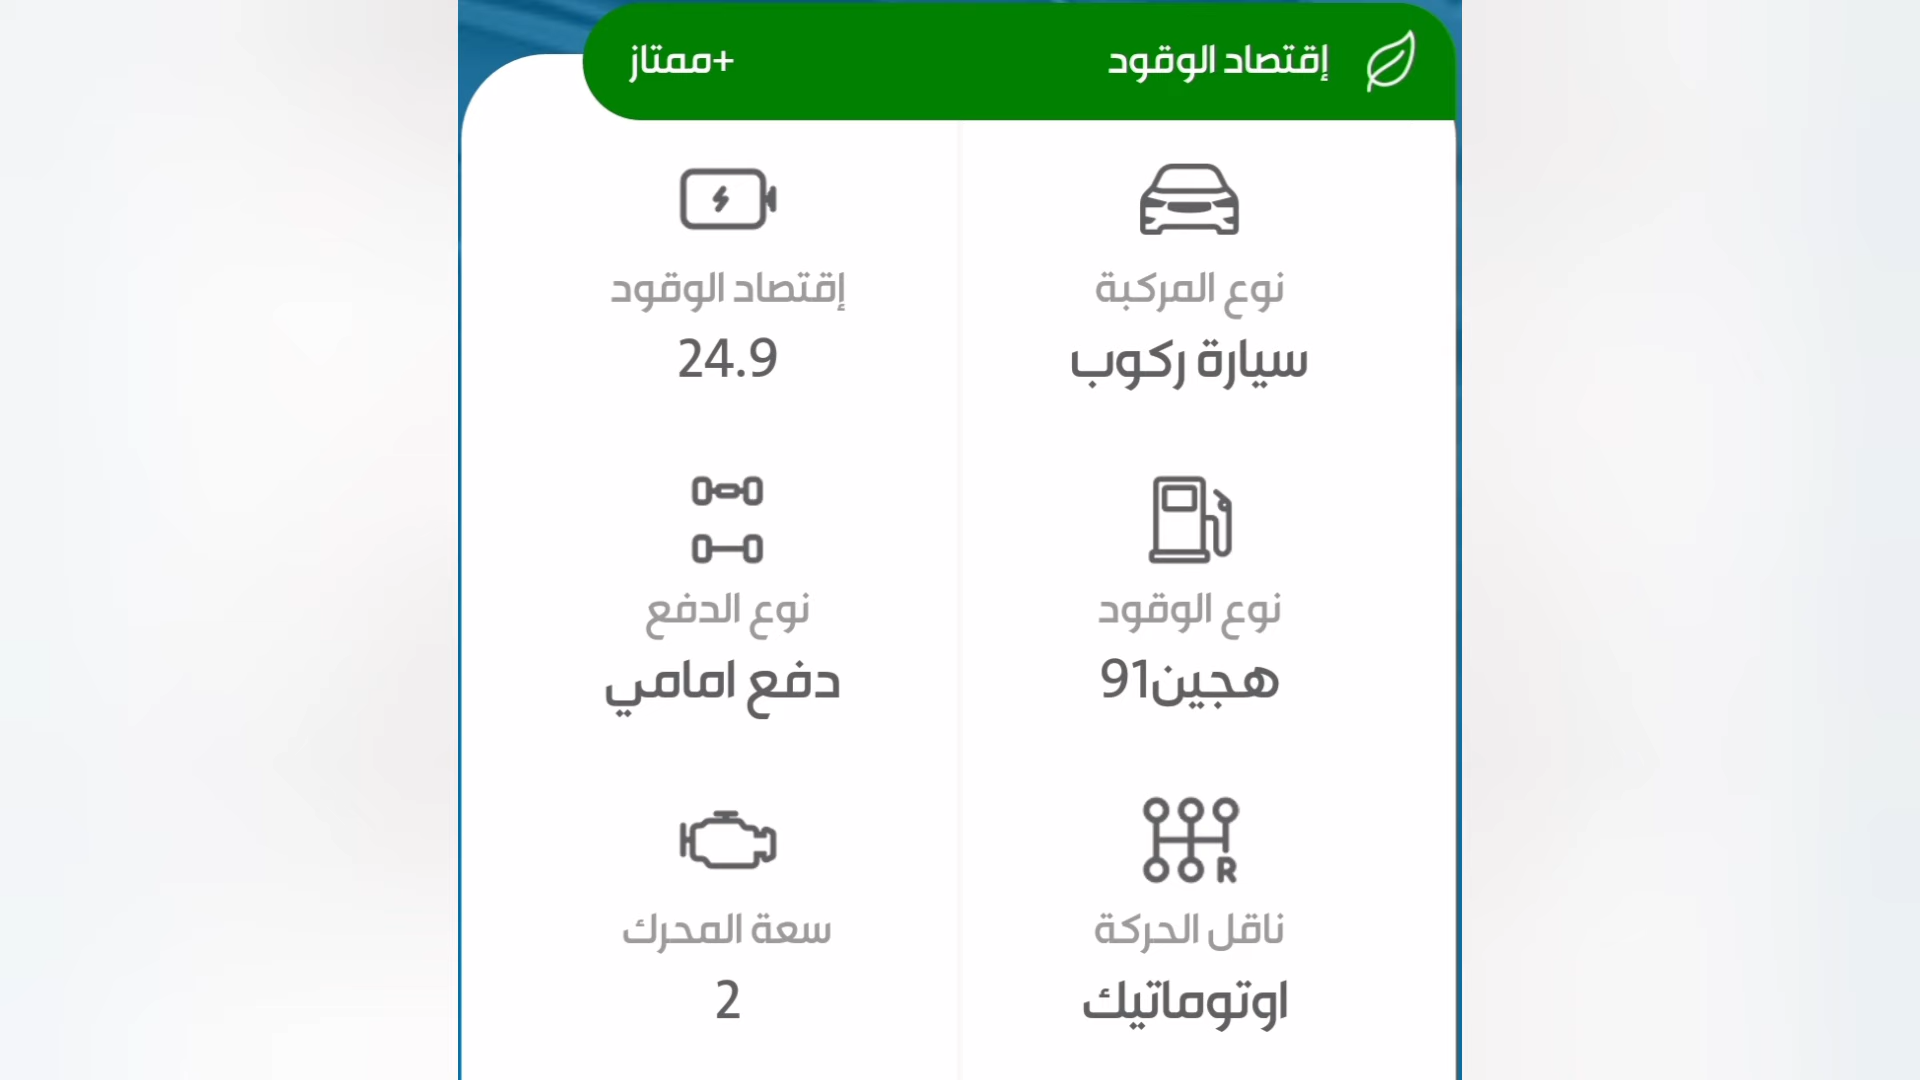 إقتصاد الوقود
ممتاز+
نوع المركبة
سيارة ركوب
إقتصاد الوقود
24.9
نوع الوقود
هجين91
نوع الدفع
دفع امامي
R
ناقل الحركة
اوتوماتيك
سعة المحرك
2